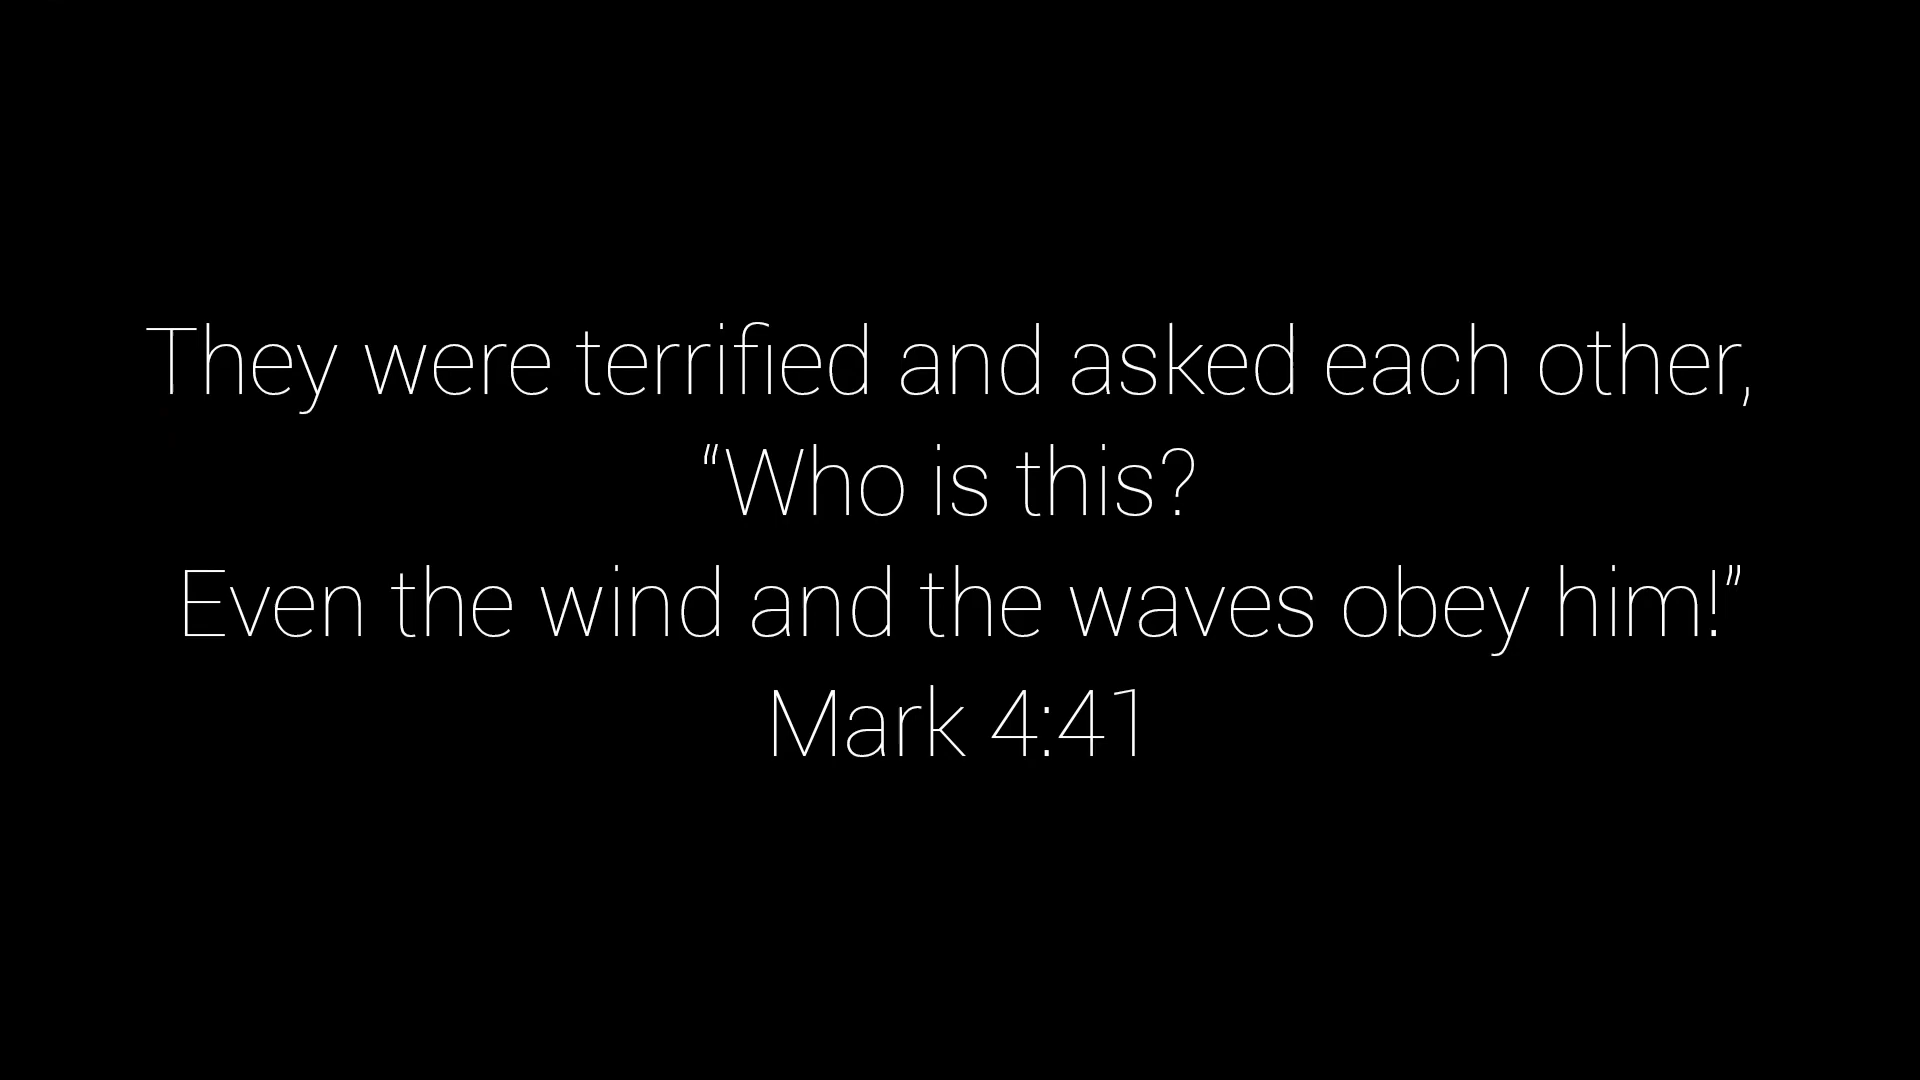 They were terrified and asked each other,
“Who is this?
Even the wind and the waves obey him!”
Mark 4:41